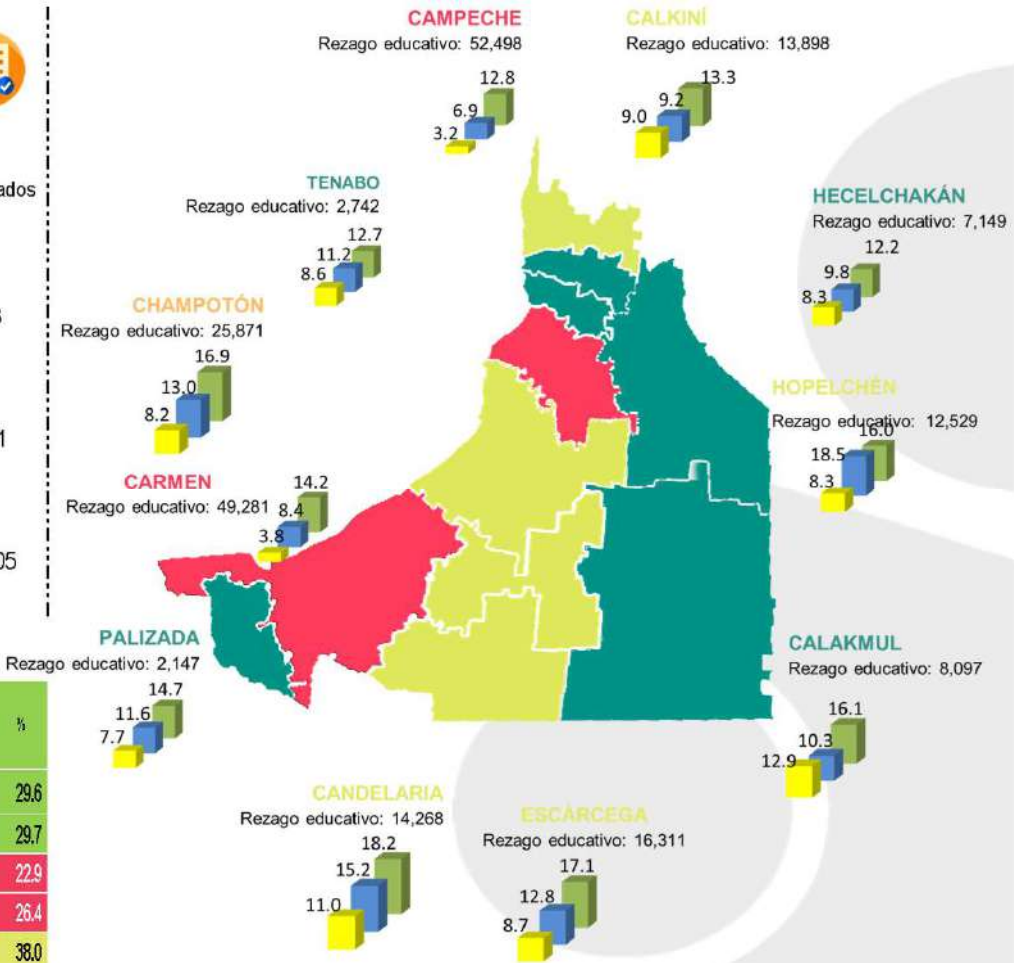 CAMPECHE
Rezago educativo: 52,498
12.8
6.9
3.2
CALKINÍ
Rezago educativo: 13,898
13.3
9.2
9.0
ados
TENABO
Rezago educativo: 2,742
12.7
11.2
8.6
HECELCHAKÁN
Rezago educativo: 7,149
12.2
9.8
8.3
CHAMPOTÓN
Rezago educativo: 25,871
16.9
13.0
8.2
HOPELCHÉN
Rezago educativo: 12,529
16.0
18.5
8.3
1
CARMEN
Rezago educativo: 49,281
14.2
8.4
3.8
05
PALIZADA
Rezago educativo: 2,147
14.7
11.6
7.7
CALAKMUL
Rezago educativo: 8,097
16.1
10.3
12.9
%
29.6
29.7
22.9
26.4
38.0
CANDELARIA
Rezago educativo: 14,268
18.2
15.2
11.0
ESCÁRCEGA
Rezago educativo: 16,311
17.1
12.8
8.7